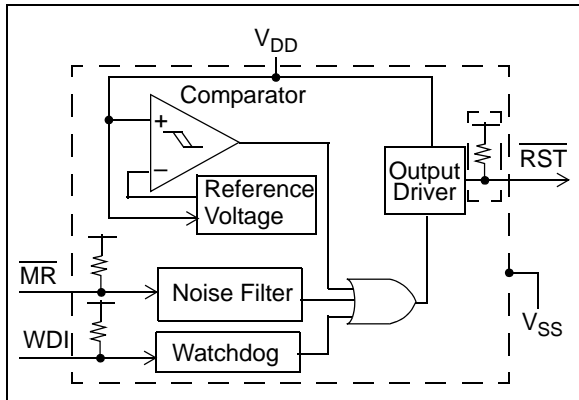 VDD
Comparator
+
−
Reference
Voltage
Output
Driver
RST
MR
Noise Filter
WDI
Watchdog
VSS